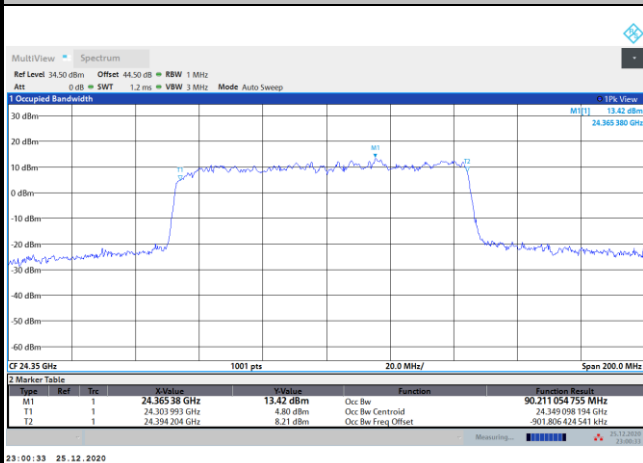 MultiView Spectrum
Ref Level 34.50 dBm Offset 44.50 dB RBW 1 MHz
Att 0 dB SWT 1.2 ms VBW 3 MHz Mode Auto Sweep
1 Occupied Bandwidth 1Pk View
M1[1] 13.42 dBm
24.365 380 GHz
30 dBm
20 dBm
M1
10 dBm
T1
T2
0 dBm
-10 dBm
-20 dBm
-30 dBm
-40 dBm
-50 dBm
-60 dBm
CF 24.35 GHz 1001 pts 20.0 MHz/ Span 200.0 MHz
2 Marker Table
Type Ref Trc X-Value Y-Value Function Function Result
M1 1 24.365 38 GHz 13.42 dBm Occ Bw 90.211 054 755 MHz
T1 1 24.303 993 GHz 4.80 dBm Occ Bw Centroid 24.349 098 194 GHz
T2 1 24.394 204 GHz 8.21 dBm Occ Bw Freq Offset -901.806 424 541 kHz
Measuring... 25.12.2020
23:00:33
23:00:33 25.12.2020